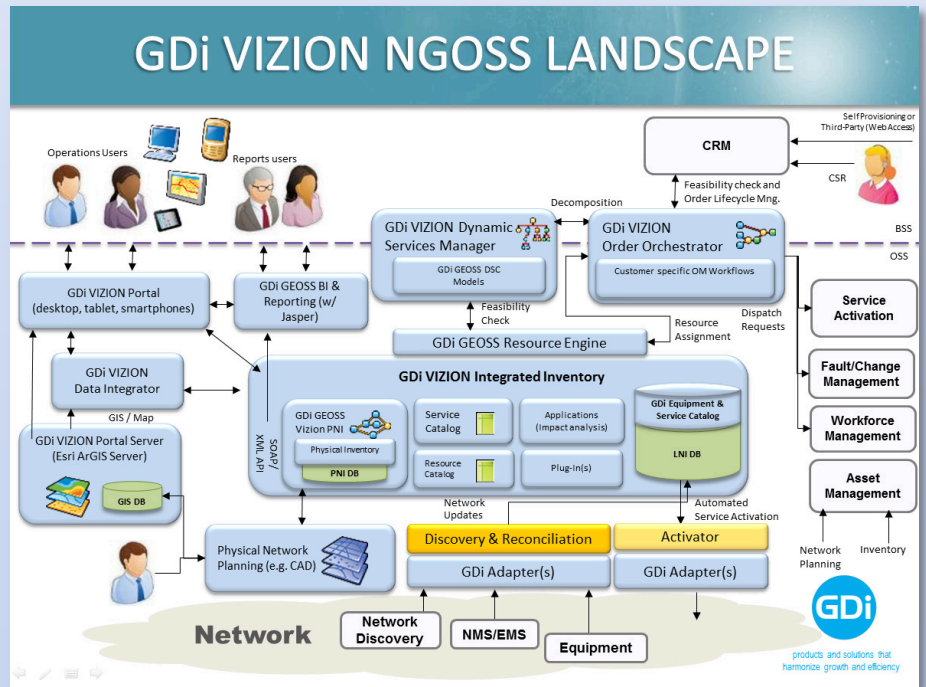 GDi VIZION NGOSS LANDSCAPE
Self Provisioning or
Third-Party (Web Access)
Operations Users
Reports users
CRM
CSR
Feasibility check and
Order Lifecycle Mng.
Decomposition
BSS
OSS
GDi VIZION Dynamic
Services Manager
GDi GEOSS DSC
Models
GDi VIZION
Order Orchestrator
Customer specific OM Workflows
GDi VIZION Portal
(desktop, tablet, smartphones)
GDi GEOSS BI &
Reporting (w/
Jasper)
Feasibility
Check
Resource
Assignment
Dispatch
Requests
Service
Activation
GDi GEOSS Resource Engine
GDi VIZION
Data Integrator
GDi VIZION Integrated Inventory
Fault/Change
Management
GIS / Map
SOAP/
XML API
GDi GEOSS
Vizion PNI
Physical Inventory
PNI DB
Service
Catalog
Applications
(Impact analysis)
Resource
Catalog
Plug-In(s)
GDi Equipment &
Service Catalog
LNI DB
Workforce
Management
GDi VIZION Portal Server
(Esri ArGIS Server)
GIS DB
Asset
Management
Network
Updates
Automated
Service Activation
Physical Network
Planning (e.g. CAD)
Discovery & Reconciliation
Activator
GDi Adapter(s)
GDi Adapter(s)
Network
Planning
Inventory
Network
Network
Discovery
NMS/EMS
Equipment
GDi
products and solutions that
harmonize growth and efficiency